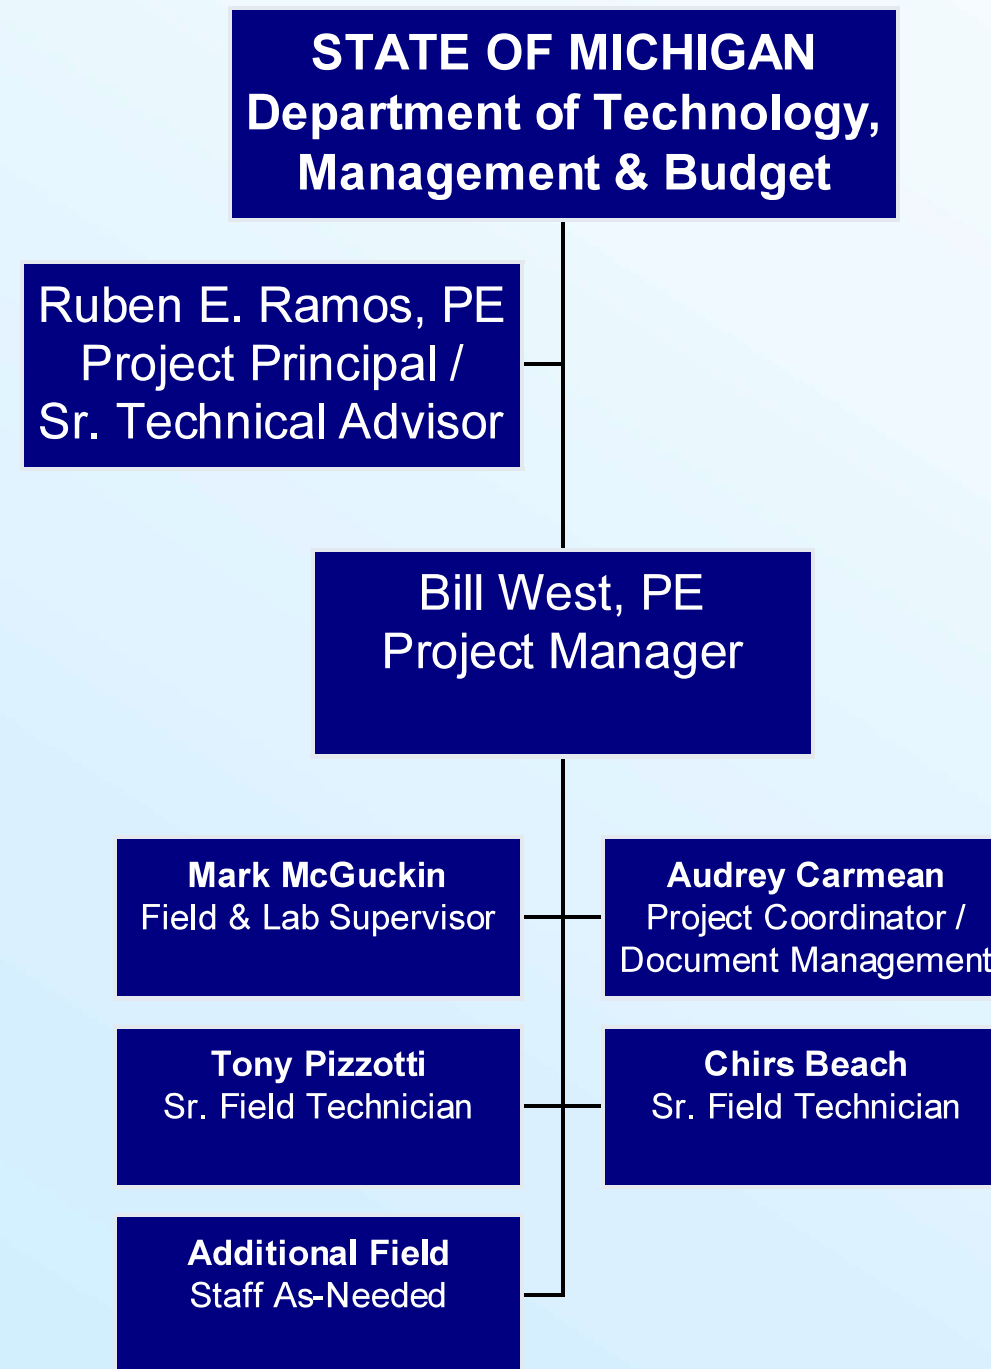 STATE OF MICHIGAN
Department of Technology,
Management & Budget
Ruben E. Ramos, PE
Project Principal /
Sr. Technical Advisor
Bill West, PE
Project Manager
Mark McGuckin
Field & Lab Supervisor
Audrey Carmean
Project Coordinator /
Document Management
Tony Pizzotti
Sr. Field Technician
Chirs Beach
Sr. Field Technician
Additional Field
Staff As-Needed